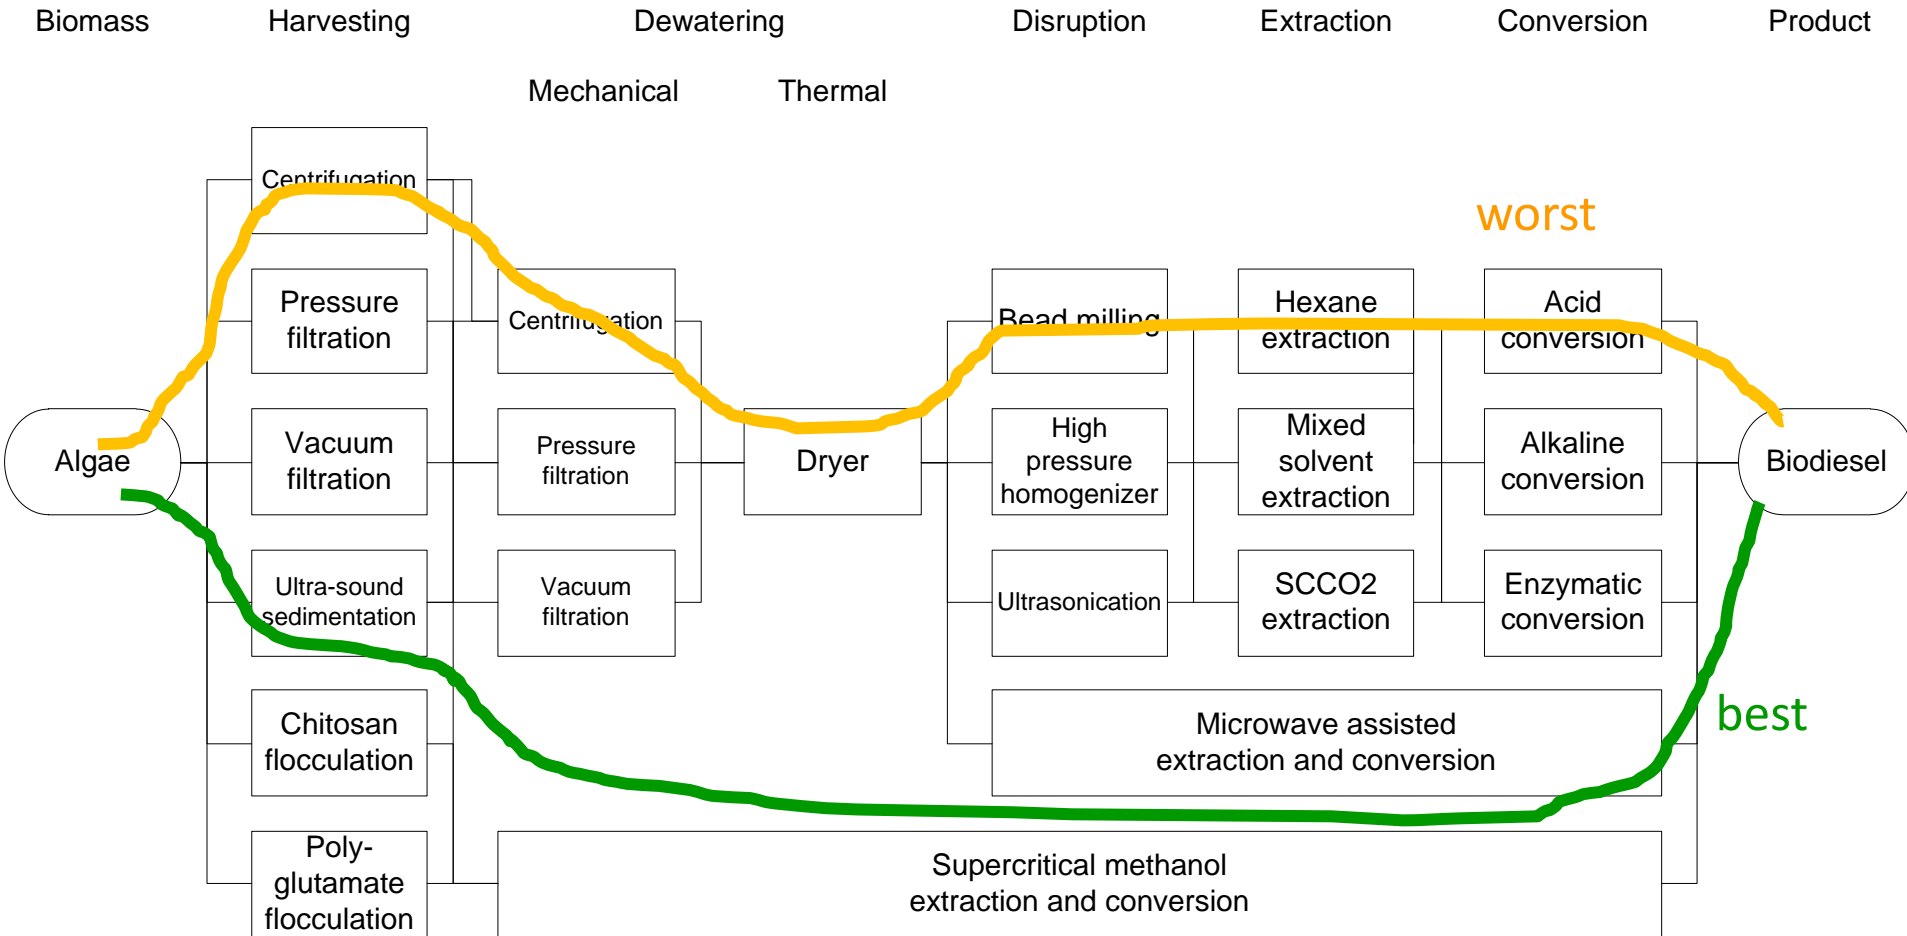 Biomass
Harvesting
Dewatering
Disruption
Extraction
Conversion
Product
Mechanical
Thermal
Centrifugation
worst
Pressure
filtration
Centrifugation
Bead milling
Hexane
extraction
Acid
conversion
Algae
Vacuum
filtration
Pressure
filtration
Dryer
High
pressure
homogenizer
Mixed
solvent
extraction
Alkaline
conversion
Biodiesel
Ultra-sound
sedimentation
Vacuum
filtration
Ultrasonication
SCCO2
extraction
Enzymatic
conversion
Chitosan
flocculation
Microwave assisted
extraction and conversion
best
Poly-
glutamate
flocculation
Supercritical methanol
extraction and conversion